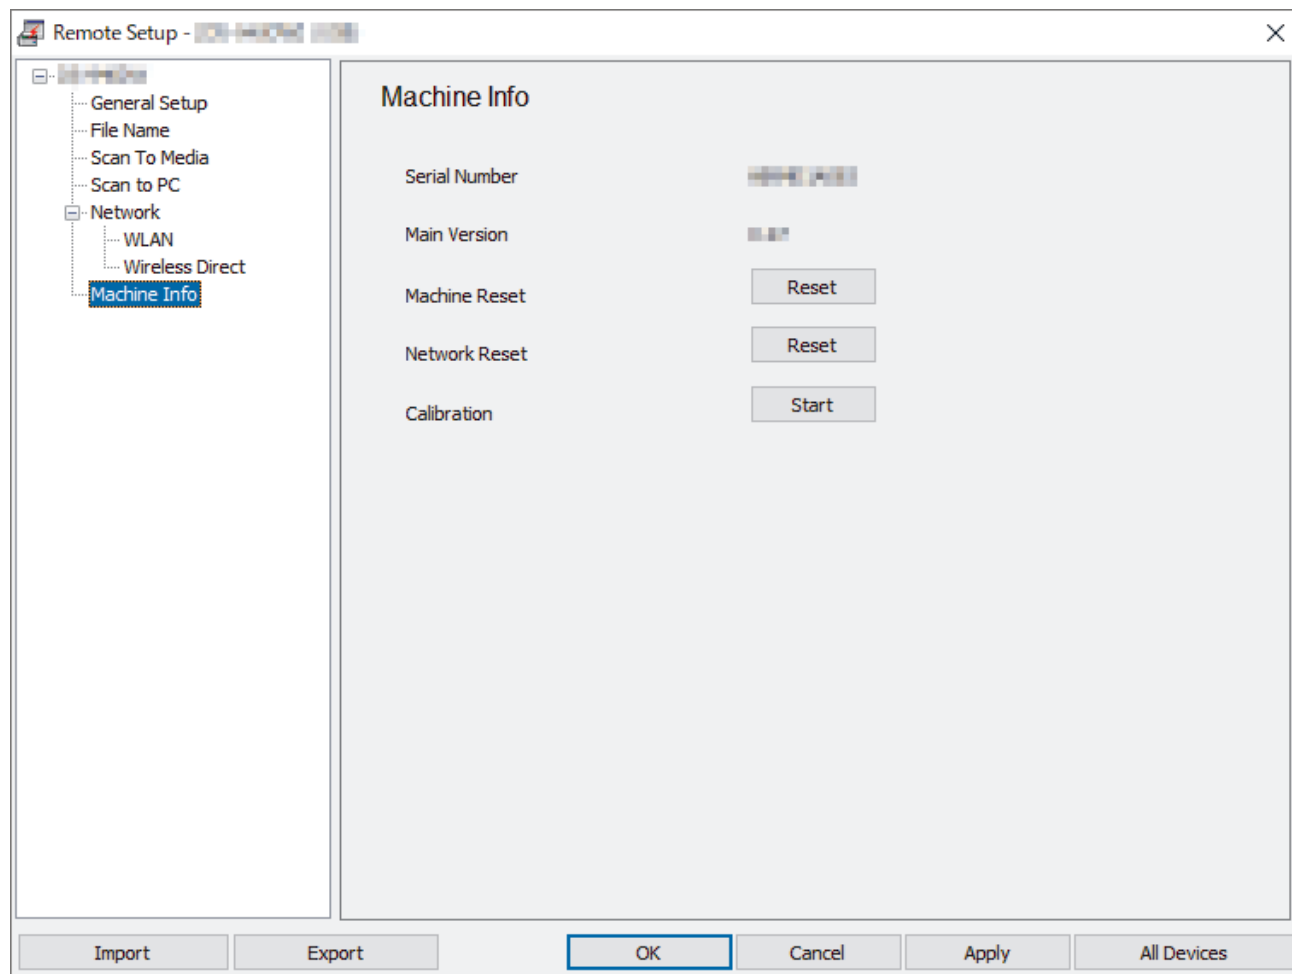 Remote Setup -
General Setup
File Name
Scan To Media
Scan to PC
Network
WLAN
Wireless Direct
Machine Info
Machine Info
Serial Number
Main Version
Machine Reset Reset
Network Reset Reset
Calibration Start
Import Export OK Cancel Apply All Devices